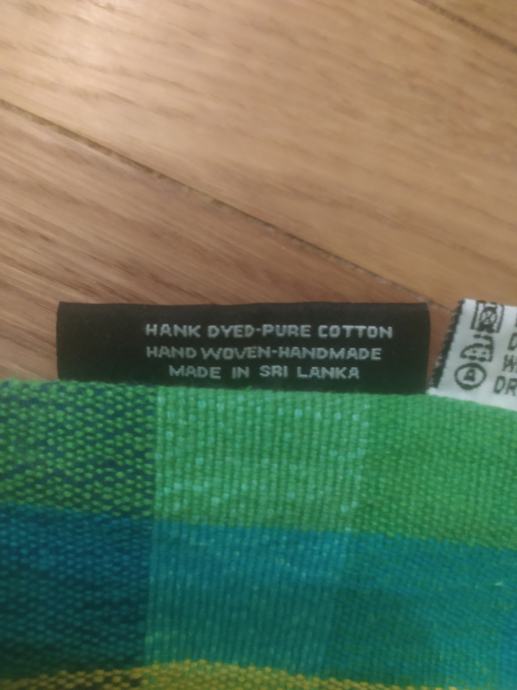 HANK DYED-PURE COTTON
HAND WOVEN-HANDMADE
MADE IN SRI LANKA